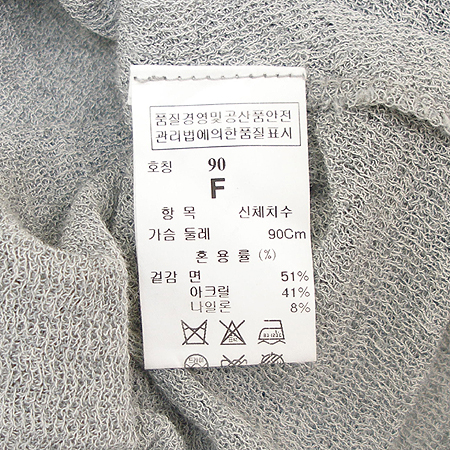 품질경영및공산품안전
관리법에의한품질표시
호칭 90
F
항 목 신체치수
가슴 둘레 90Cm
혼 용 률 (%)
겉감 면 51%
아크릴 41%
나일론 8%